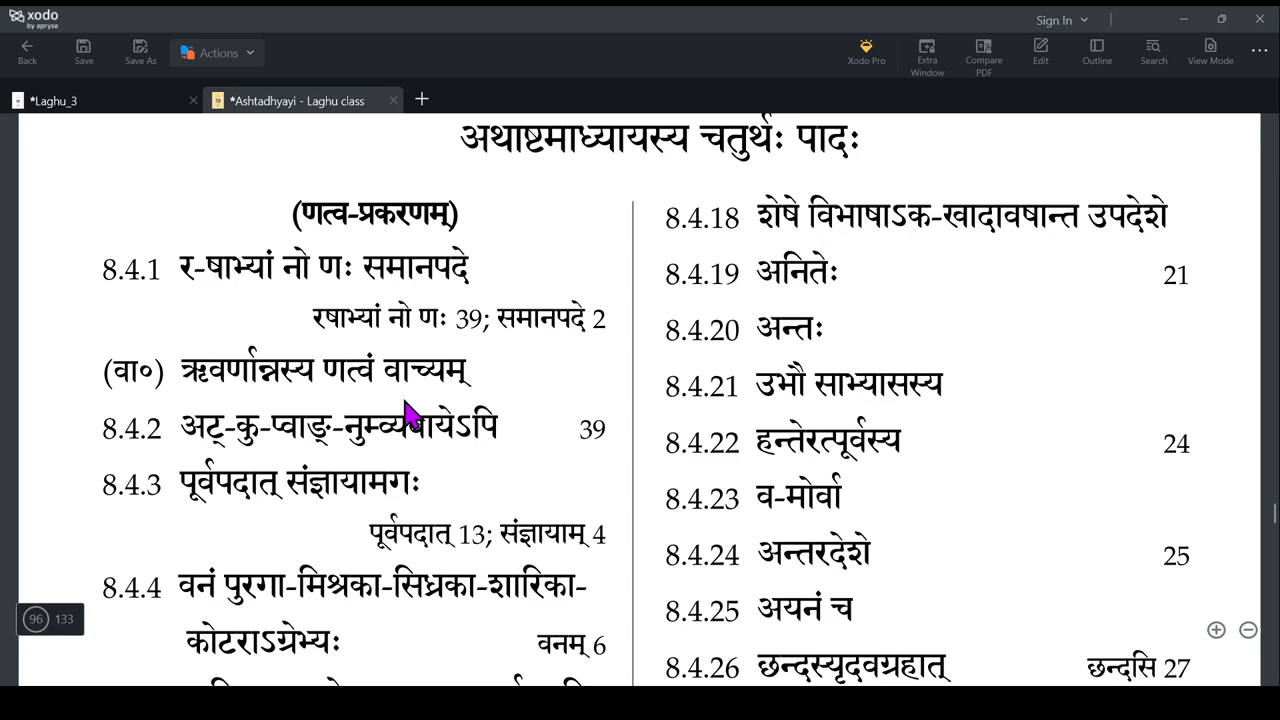 xodo
by apryse
Sign In
Back
Save
Save As
Actions
Xodo Pro
Extra Window
Compare PDF
Edit
Outline
Search
View Mode
*Laghu_3
*Ashtadhyayi - Laghu class
अथाष्टमाध्यायस्य चतुर्थः पादः
(णत्व-प्रकरणम्)
8.4.1 र-षाभ्यां नो णः समानपदे
रषाभ्यां नो णः 39; समानपदे 2
(वा०) ऋवर्णान्नस्य णत्वं वाच्यम्
8.4.2 अट्-कु-प्वाङ्-नुम्व्यवायेऽपि 39
8.4.3 पूर्वपदात् संज्ञायामगः
पूर्वपदात् 13; संज्ञायाम् 4
8.4.4 वनं पुरगा-मिश्रका-सिध्रका-शारिका-
कोटराऽग्रेभ्यः वनम् 6
8.4.18 शेषे विभाषाऽक-खादावषान्त उपदेशे
8.4.19 अनितेः 21
8.4.20 अन्तः
8.4.21 उभौ साभ्यासस्य
8.4.22 हन्तेरत्पूर्वस्य 24
8.4.23 व-मोर्वा
8.4.24 अन्तरदेशे 25
8.4.25 अयनं च
8.4.26 छन्दस्यृदवग्रहात् छन्दसि 27
96 133